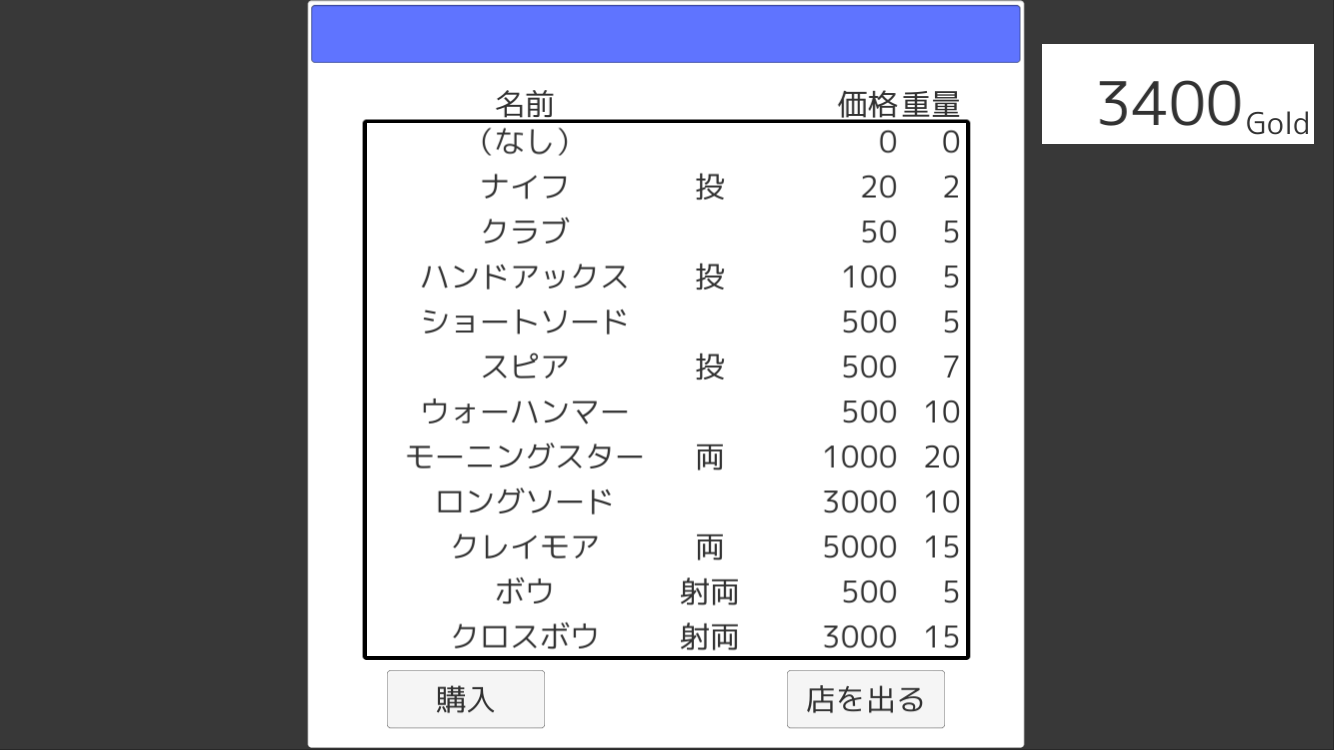 名前 価格 重量
3400 Gold
(なし) 0 0
ナイフ 投 20 2
クラブ 50 5
ハンドアックス 投 100 5
ショートソード 500 5
スピア 投 500 7
ウォーハンマー 500 10
モーニングスター 両 1000 20
ロングソード 3000 10
クレイモア 両 5000 15
ボウ 射両 500 5
クロスボウ 射両 3000 15
購入 店を出る